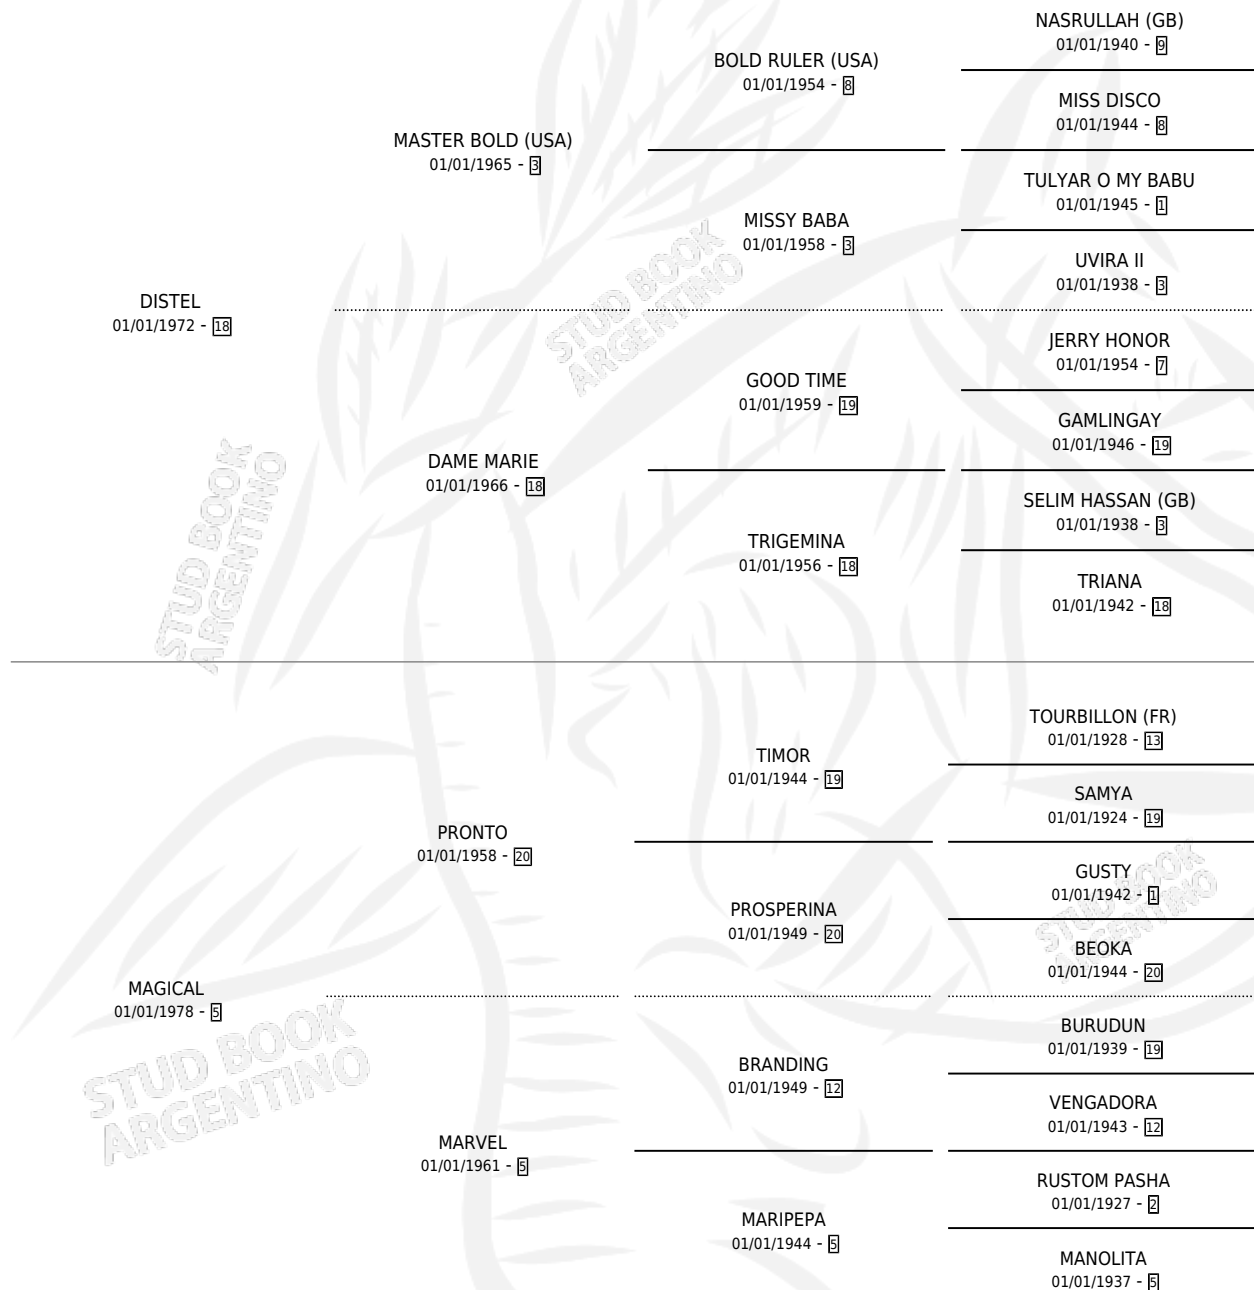 NASRULLAH (GB)
01/01/1940 - 9
BOLD RULER (USA)
01/01/1954 - 8
MISS DISCO
01/01/1944 - 8
MASTER BOLD (USA)
01/01/1965 - 3
TULYAR O MY BABU
01/01/1945 - 1
MISSY BABA
01/01/1958 - 3
UVIRA II
01/01/1938 - 3
DISTEL
01/01/1972 - 18
JERRY HONOR
01/01/1954 - 7
GOOD TIME
01/01/1959 - 19
GAMLINGAY
01/01/1946 - 19
DAME MARIE
01/01/1966 - 18
SELIM HASSAN (GB)
01/01/1938 - 3
TRIGEMINA
01/01/1956 - 18
TRIANA
01/01/1942 - 18
TOURBILLON (FR)
01/01/1928 - 13
TIMOR
01/01/1944 - 19
SAMYA
01/01/1924 - 19
PRONTO
01/01/1958 - 20
GUSTY
01/01/1942 - 1
PROSPERINA
01/01/1949 - 20
BEOKA
01/01/1944 - 20
MAGICAL
01/01/1978 - 5
BURUDUN
01/01/1939 - 19
BRANDING
01/01/1949 - 12
VENGADORA
01/01/1943 - 12
MARVEL
01/01/1961 - 5
RUSTOM PASHA
01/01/1927 - 2
MARIPEPA
01/01/1944 - 5
MANOLITA
01/01/1937 - 5
STUD BOOK
ARGENTINO
STUD BOOK
ARGENTINO
STUD BOOK
ARGENTINO
STUD BOOK
ARGENTINO